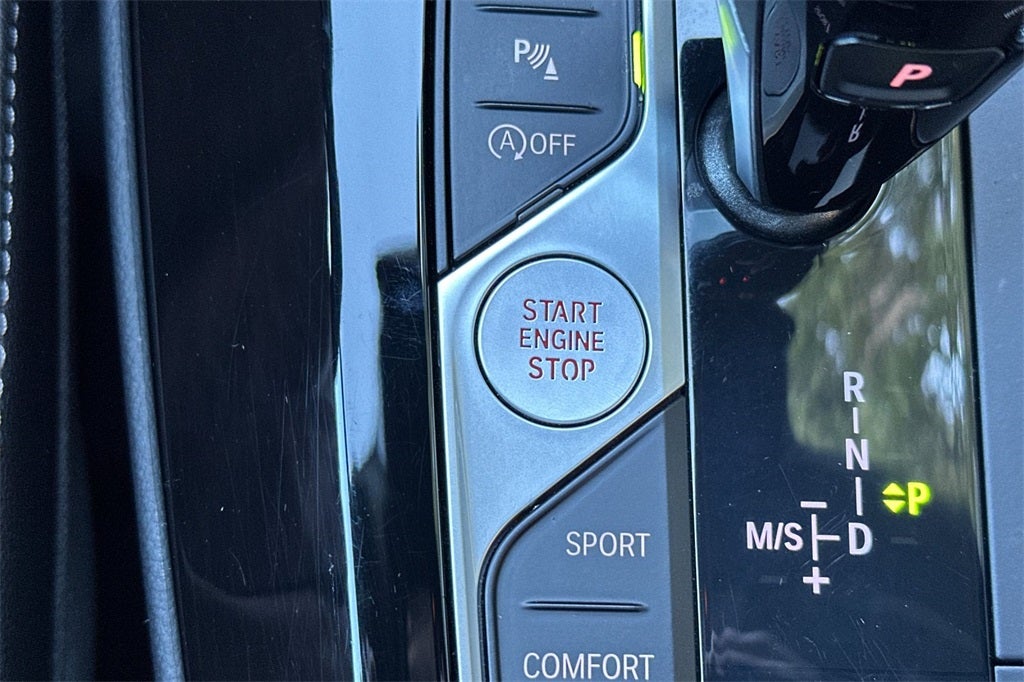 P
P
A OFF
R
START
ENGINE
STOP
R
N
P
M/S
D
−
+
SPORT
COMFORT